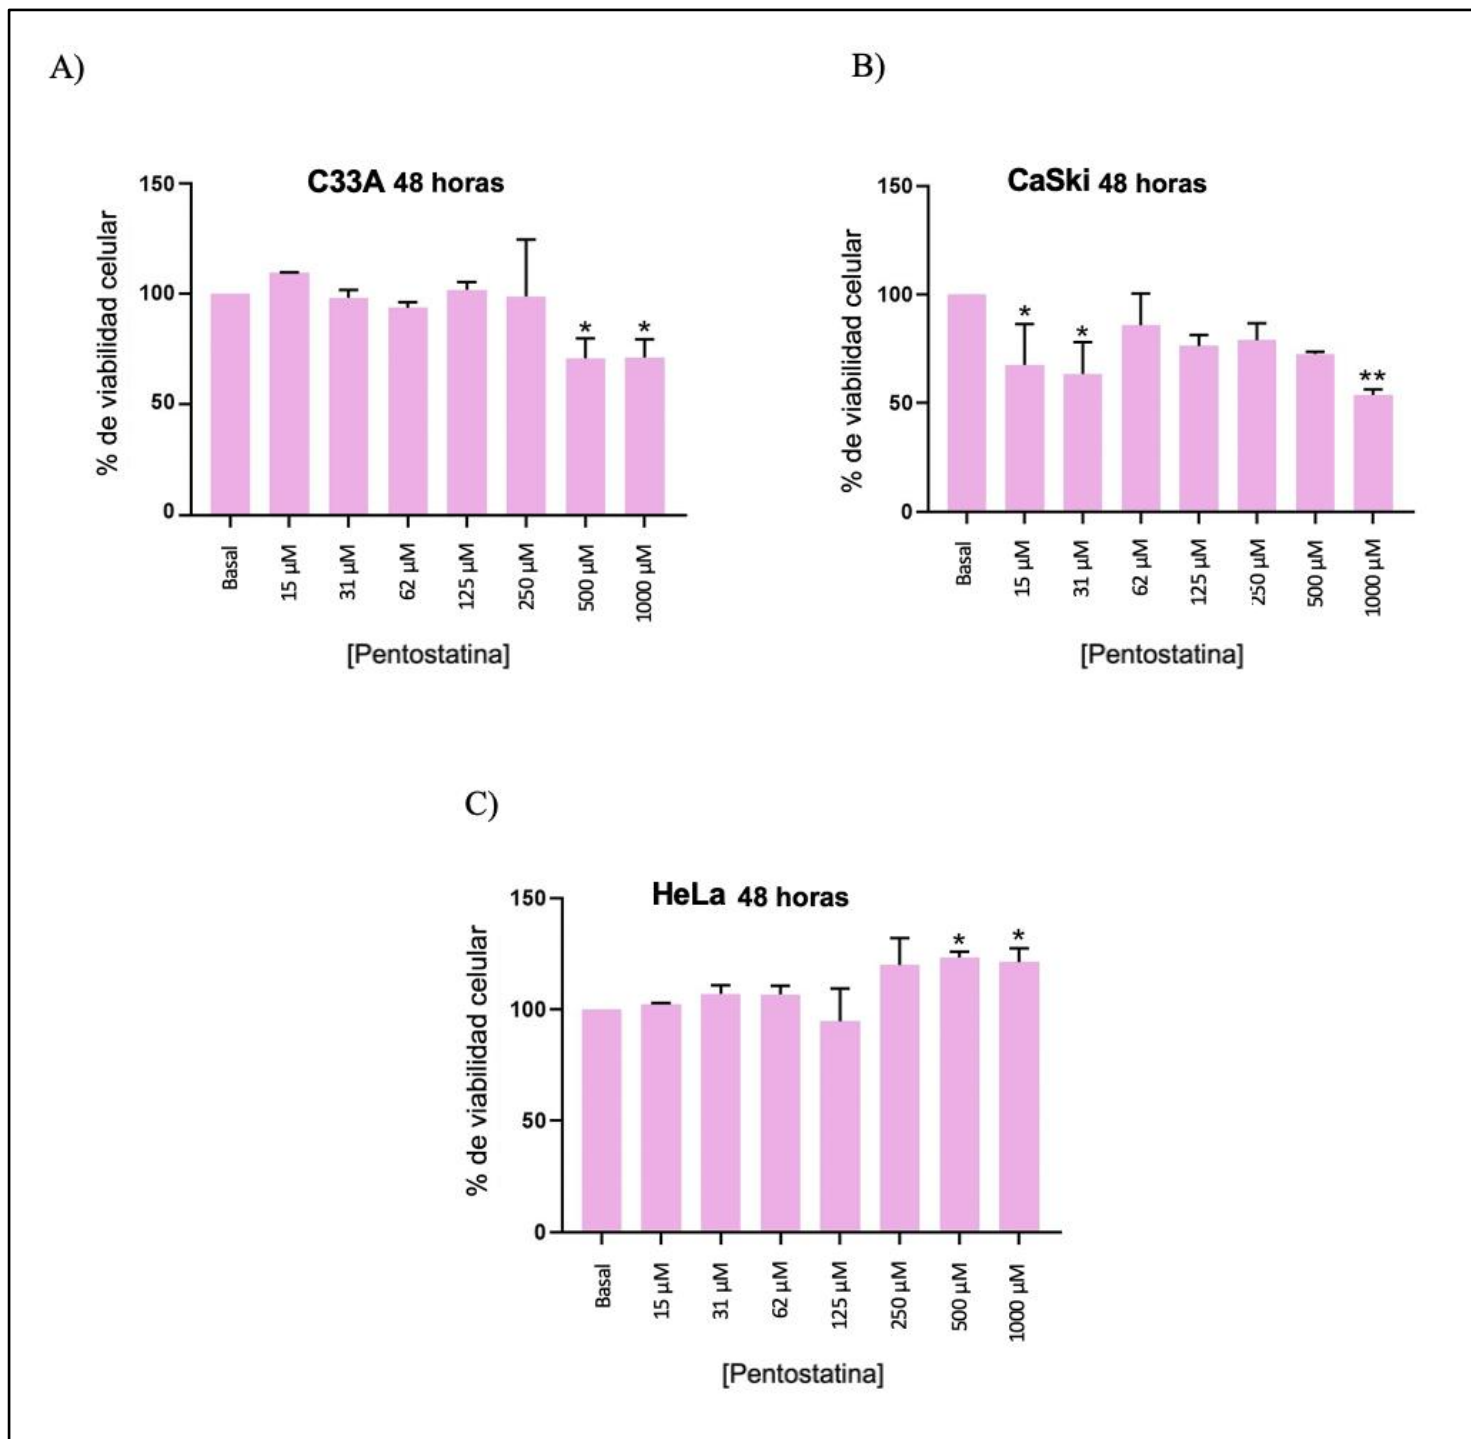 A)
C33A 48 horas
% de viabilidad celular
150
100
50
0
*
*
Basal
15 µM
31 µM
62 µM
125 µM
250 µM
500 µM
1000 µM
[Pentostatina]
B)
CaSki 48 horas
% de viabilidad celular
150
100
50
0
*
*
**
Basal
15 µM
31 µM
62 µM
125 µM
250 µM
500 µM
1000 µM
[Pentostatina]
C)
HeLa 48 horas
% de viabilidad celular
150
100
50
0
*
*
Basal
15 µM
31 µM
62 µM
125 µM
250 µM
500 µM
1000 µM
[Pentostatina]